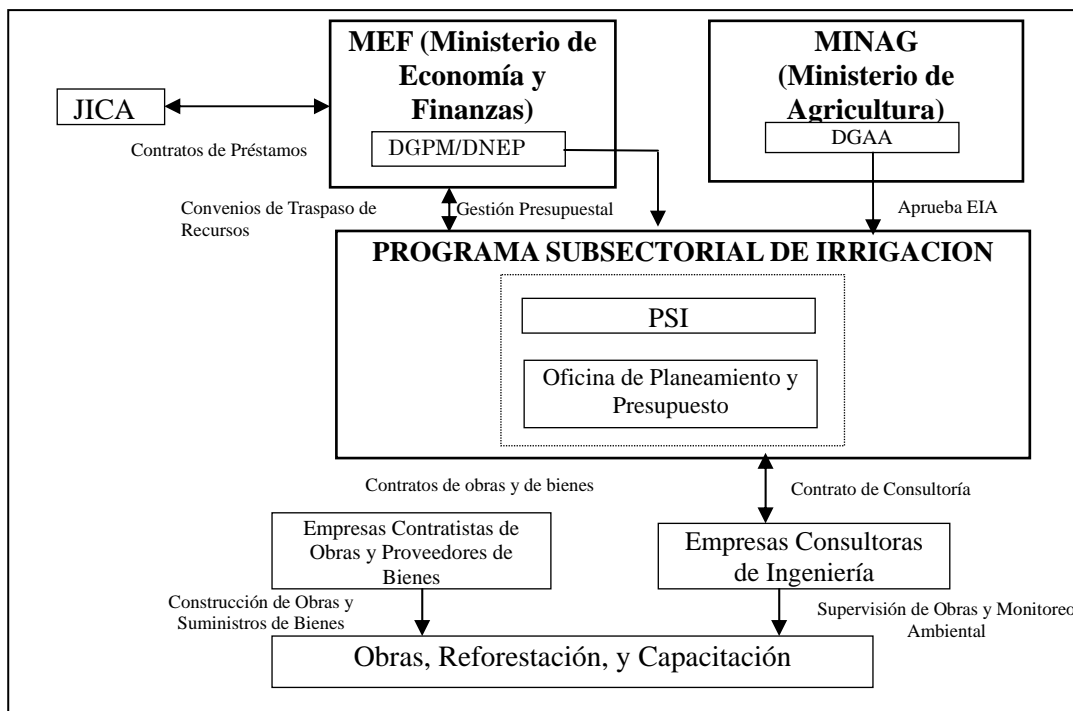 MEF (Ministerio de
Economía y
Finanzas)
DGPM/DNEP
MINAG
(Ministerio de
Agricultura)
DGAA
JICA
Contratos de Préstamos
Convenios de Traspaso de
Recursos
Gestión Presupuestal
Aprueba EIA
PROGRAMA SUBSECTORIAL DE IRRIGACION
PSI
Oficina de Planeamiento y
Presupuesto
Contratos de obras y de bienes
Contrato de Consultoría
Empresas Contratistas de
Obras y Proveedores de
Bienes
Empresas Consultoras
de Ingeniería
Construcción de Obras y
Suministros de Bienes
Supervisión de Obras y Monitoreo
Ambiental
Obras, Reforestación, y Capacitación